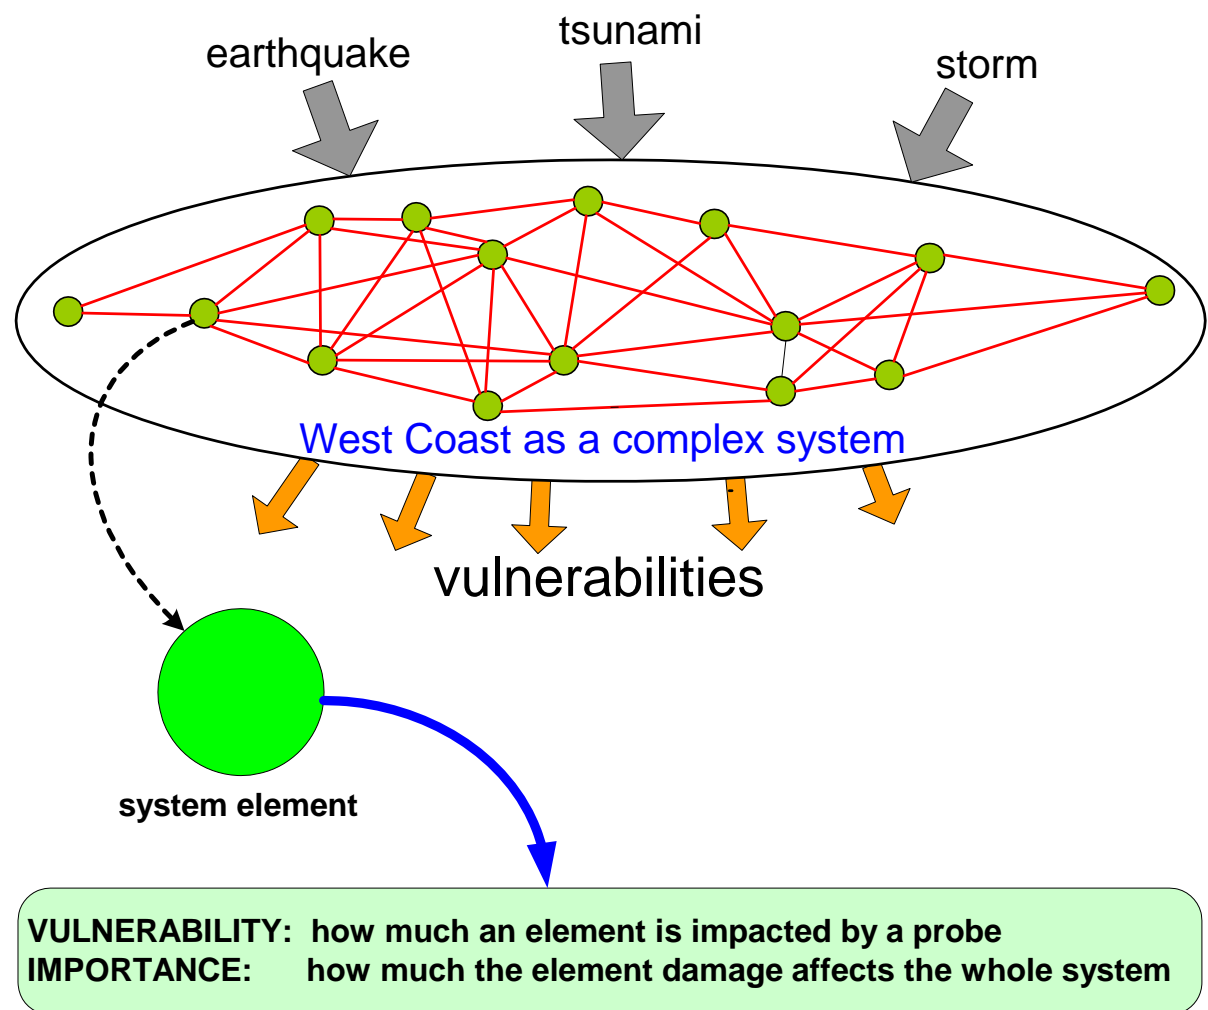 tsunami
earthquake
storm
West Coast as a complex system
vulnerabilities
system element
VULNERABILITY: how much an element is impacted by a probe
IMPORTANCE: how much the element damage affects the whole system